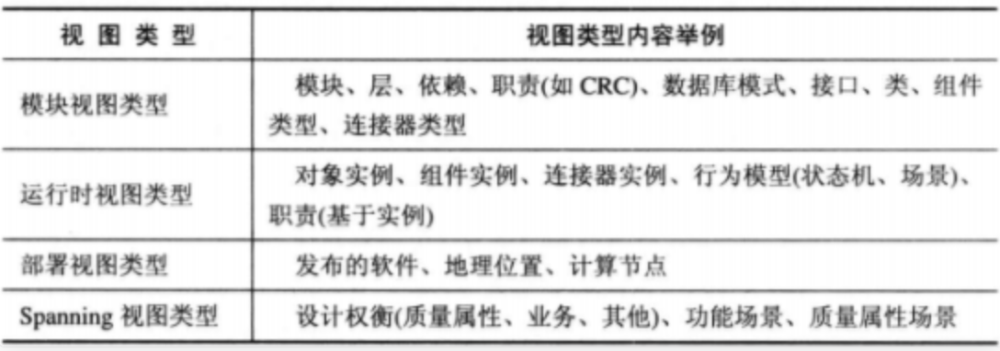 视图类型 视图类型内容举例
模块视图类型 模块、层、依赖、职责(如 CRC)、数据库模式、接口、类、组件
类型、连接器类型
运行时视图类型 对象实例、组件实例、连接器实例、行为模型(状态机、场景)、
职责(基于实例)
部署视图类型 发布的软件、地理位置、计算节点
Spanning 视图类型 设计权衡(质量属性、业务、其他)、功能场景、质量属性场景